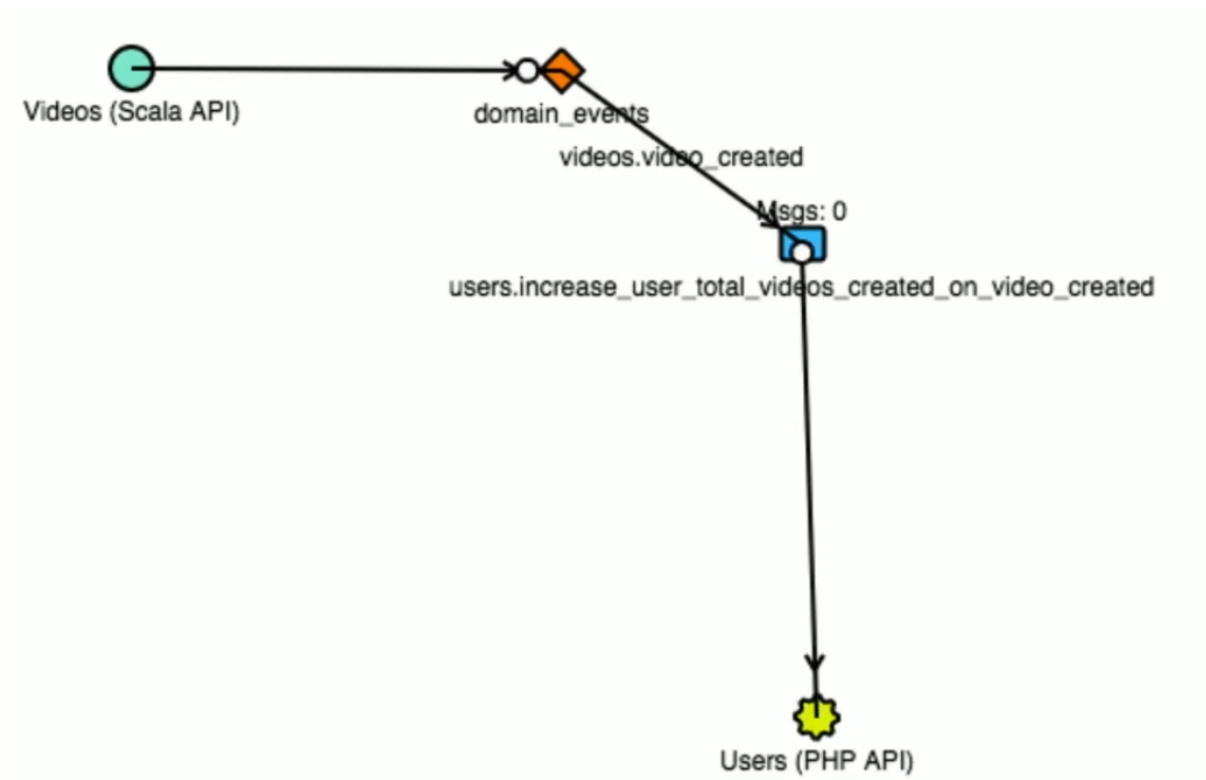 Videos (Scala API)
domain_events
videos.video_created
Msgs: 0
users.increase_user_total_videos_created_on_video_created
Users (PHP API)